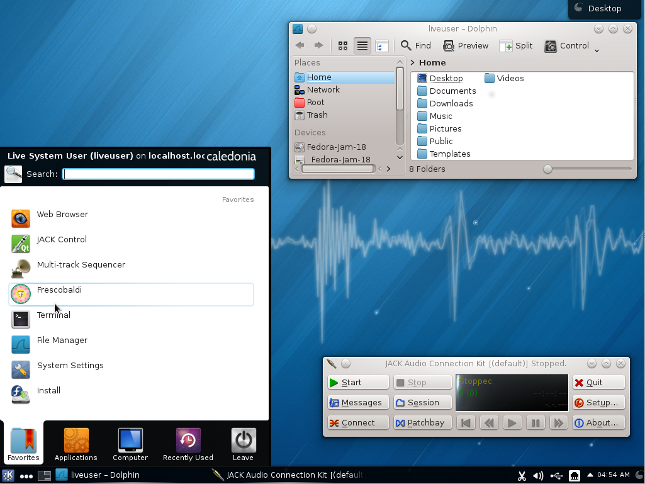 Desktop
liveuser – Dolphin
Find
Preview
Split
Control
Places
Home
Network
Root
Trash
Devices
Fedora-Jam-18
Fedora-Jam-18
> Home
Desktop
Videos
Documents
Downloads
Music
Pictures
Public
Templates
8 Folders
Live System User (liveuser) on localhost.loc
caledonia
Search:
Favorites
Web Browser
JACK Control
Multi-track Sequencer
Frescobaldi
Terminal
File Manager
System Settings
Install
Favorites
Applications
Computer
Recently Used
Leave
JACK Audio Connection Kit [(default)] Stopped.
Start
Stop
Stopped
Quit
Messages
Session
Setup...
Connect
Patchbay
About...
liveuser – Dolphin
JACK Audio Connection Kit [(default
04:54 AM